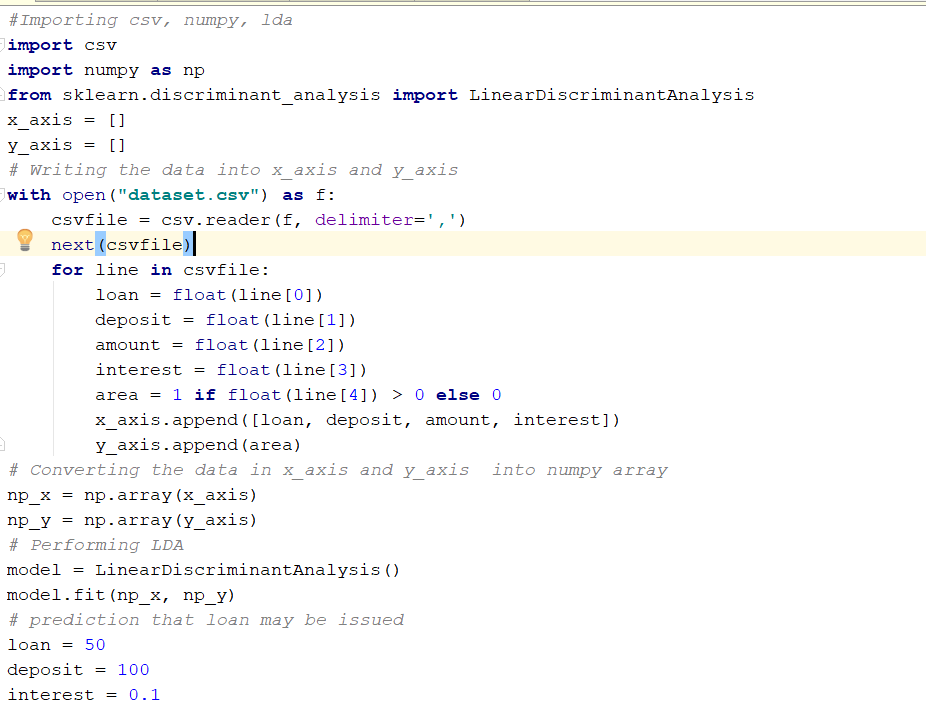 #Importing csv, numpy, lda
import csv
import numpy as np
from sklearn.discriminant_analysis import LinearDiscriminantAnalysis
x_axis = []
y_axis = []
# Writing the data into x_axis and y_axis
with open("dataset.csv") as f:
    csvfile = csv.reader(f, delimiter=',')
    next(csvfile)
    for line in csvfile:
        loan = float(line[0])
        deposit = float(line[1])
        amount = float(line[2])
        interest = float(line[3])
        area = 1 if float(line[4]) > 0 else 0
        x_axis.append([loan, deposit, amount, interest])
        y_axis.append(area)
# Converting the data in x_axis and y_axis  into numpy array
np_x = np.array(x_axis)
np_y = np.array(y_axis)
# Performing LDA
model = LinearDiscriminantAnalysis()
model.fit(np_x, np_y)
# prediction that loan may be issued
loan = 50
deposit = 100
interest = 0.1